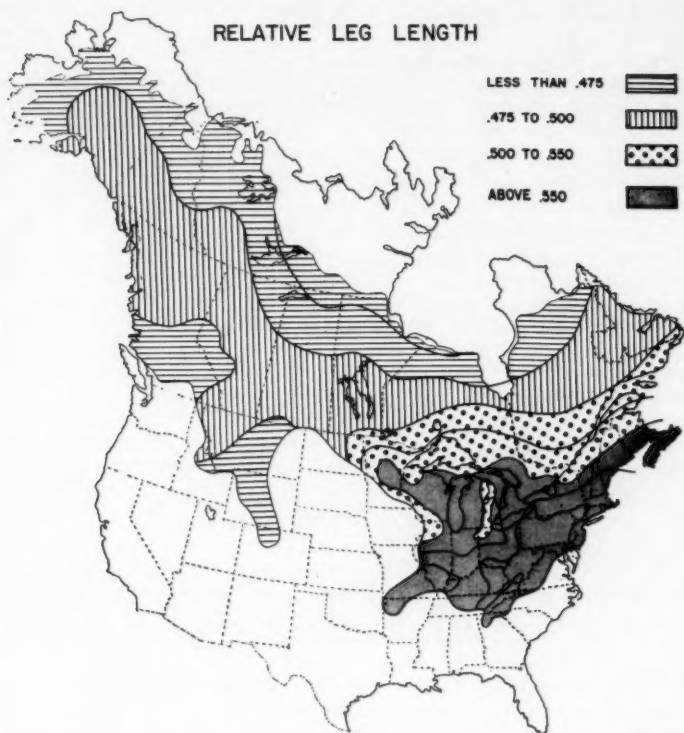 RELATIVE LEG LENGTH
LESS THAN .475
.475 TO .500
.500 TO .550
ABOVE .550